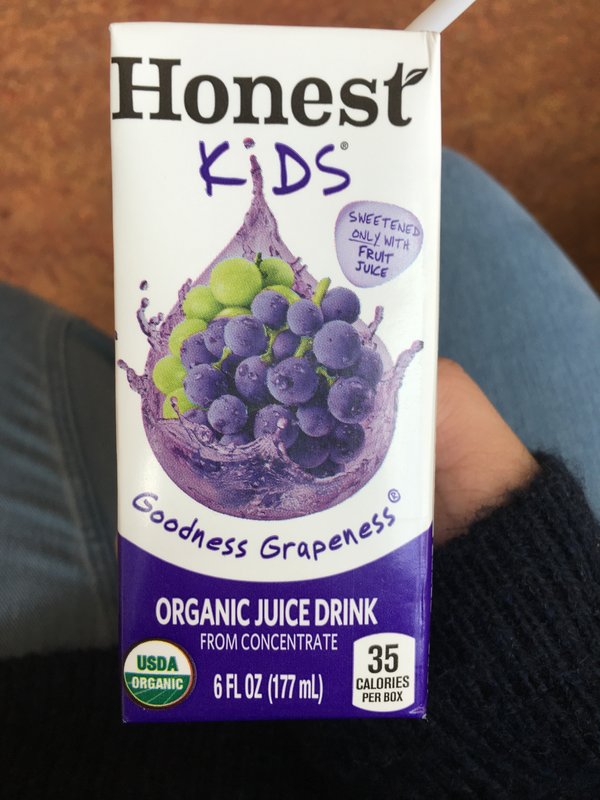 Honest
KiDS®
SWEETENED
ONLY WITH
FRUIT
JUICE
Goodness Grapeness®
ORGANIC JUICE DRINK
FROM CONCENTRATE
USDA
ORGANIC
6 FL OZ (177 mL)
35
CALORIES
PER BOX